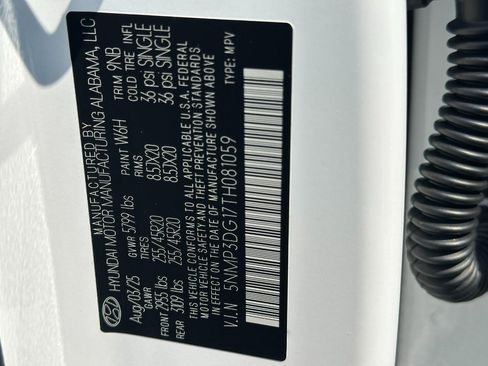 MANUFACTURED BY
HYUNDAI MOTOR MANUFACTURING ALABAMA, LLC
Aug/03/25 GVWR 5799 lbs PAINT W6H TRIM 9NB
GAWR TIRES RIMS COLD TIRE INFL
FRONT 2955 lbs 255/45R20 8.5JX20 36 psi SINGLE
REAR 3109 lbs 255/45R20 8.5JX20 36 psi SINGLE
THIS VEHICLE CONFORMS TO ALL APPLICABLE U.S.A. FEDERAL
MOTOR VEHICLE SAFETY AND THEFT PREVENTION STANDARDS
IN EFFECT ON THE DATE OF MANUFACTURE SHOWN ABOVE
V.I.N 5NMP3DG17TH081059 TYPE: MPV